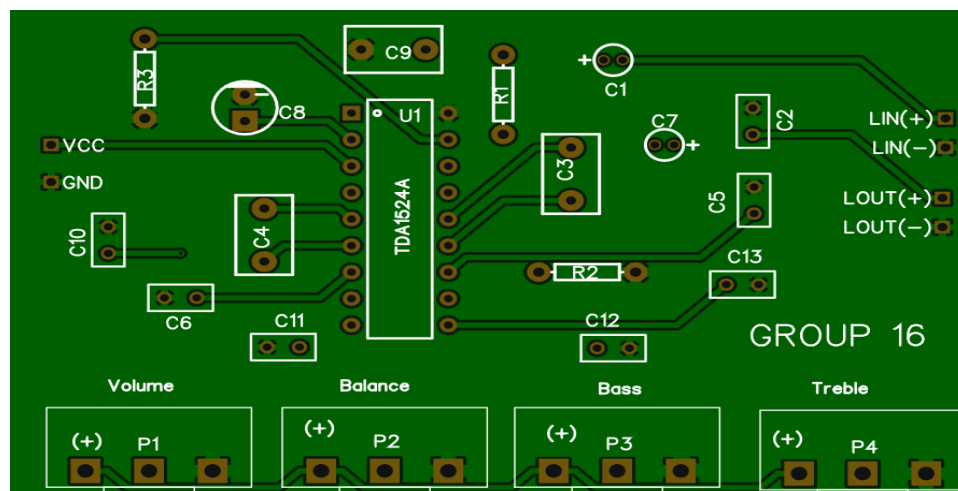 C9
R3
R1
C1
C8
U1
C7
C2
LIN(+)
LIN(−)
VCC
GND
C3
TDA1524A
C5
LOUT(+)
LOUT(−)
C4
C10
C13
R2
C6
C11
C12
GROUP 16
Volume
Balance
Bass
Treble
(+) P1
(+) P2
(+) P3
(+) P4